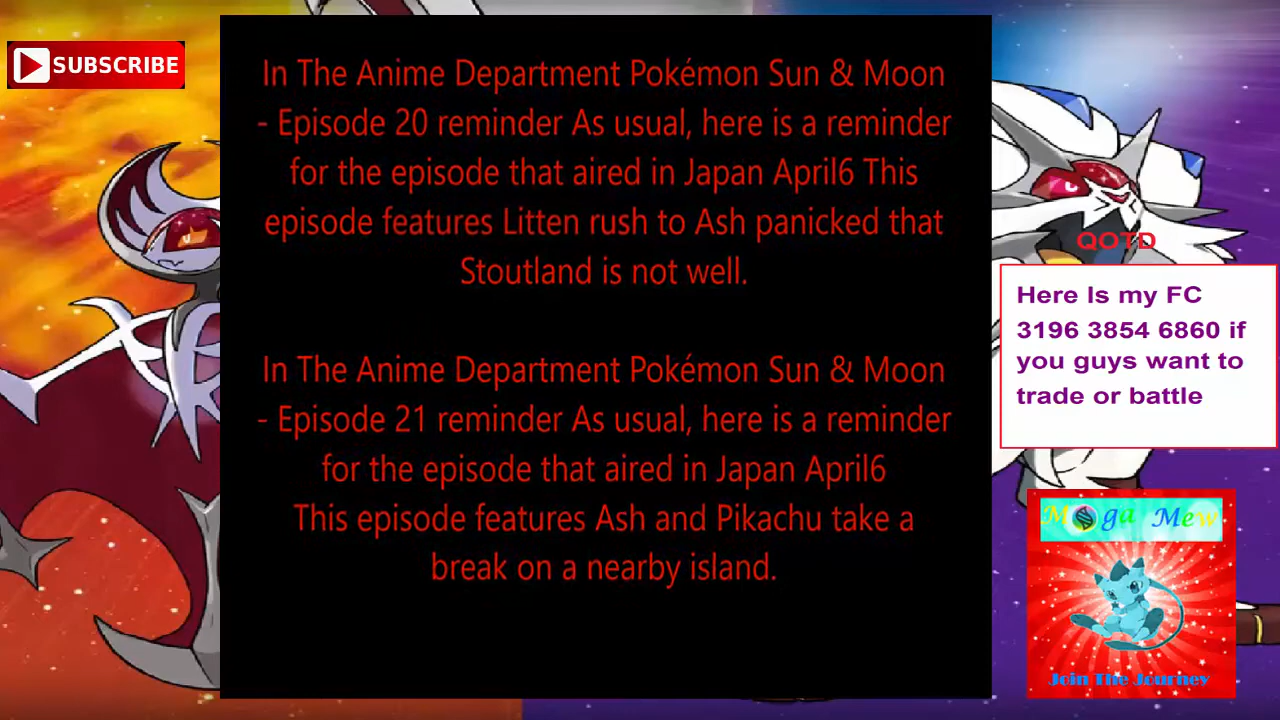 SUBSCRIBE
In The Anime Department Pokémon Sun & Moon
- Episode 20 reminder As usual, here is a reminder
for the episode that aired in Japan April6 This
episode features Litten rush to Ash panicked that
Stoutland is not well.
In The Anime Department Pokémon Sun & Moon
- Episode 21 reminder As usual, here is a reminder
for the episode that aired in Japan April6
This episode features Ash and Pikachu take a
break on a nearby island.
QOTD
Here Is my FC
3196 3854 6860 if
you guys want to
trade or battle
Mega Mew
Join The Journey